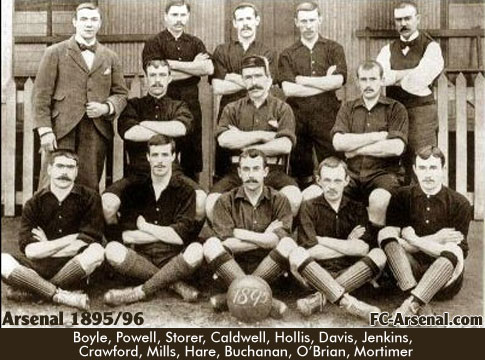 1895
Arsenal 1895/96
FC-Arsenal.com
Boyle, Powell, Storer, Caldwell, Hollis, Davis, Jenkins,
Crawford, Mills, Hare, Buchanan, O'Brian, Mortimer